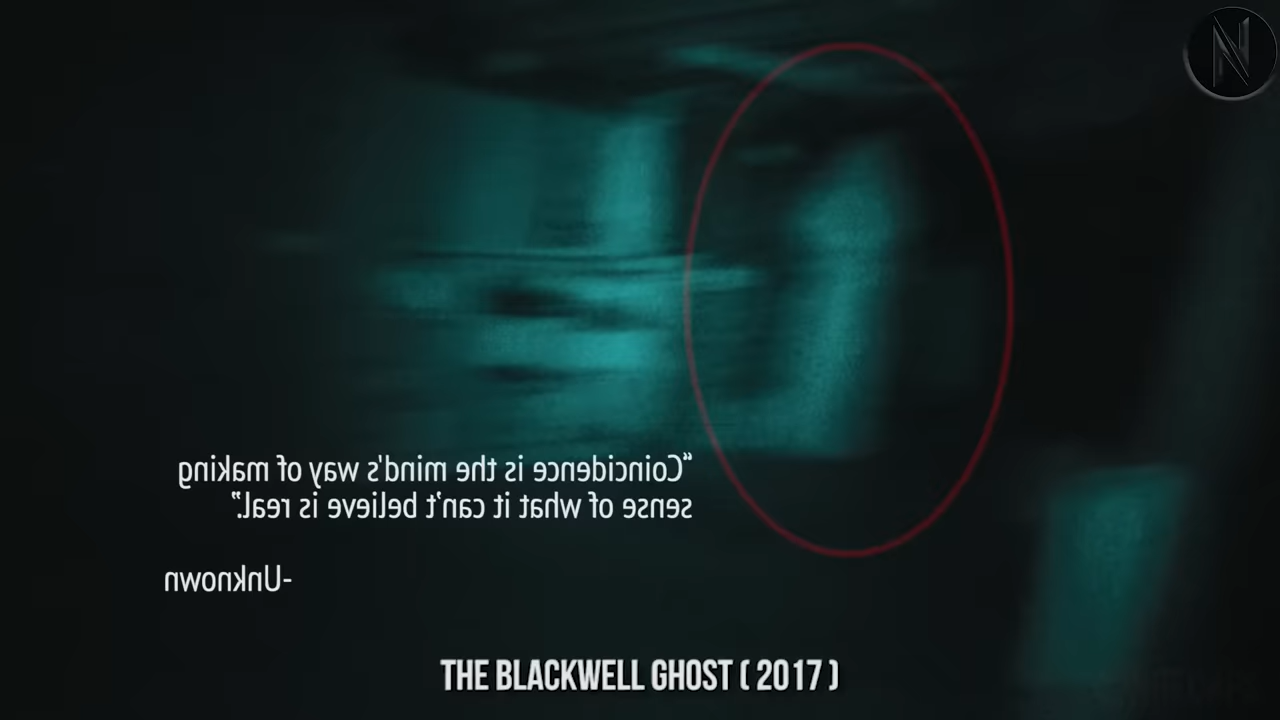 "Coincidence is the mind's way of making
sense of what it can't believe is real."
-Unknown
THE BLACKWELL GHOST ( 2017 )
N